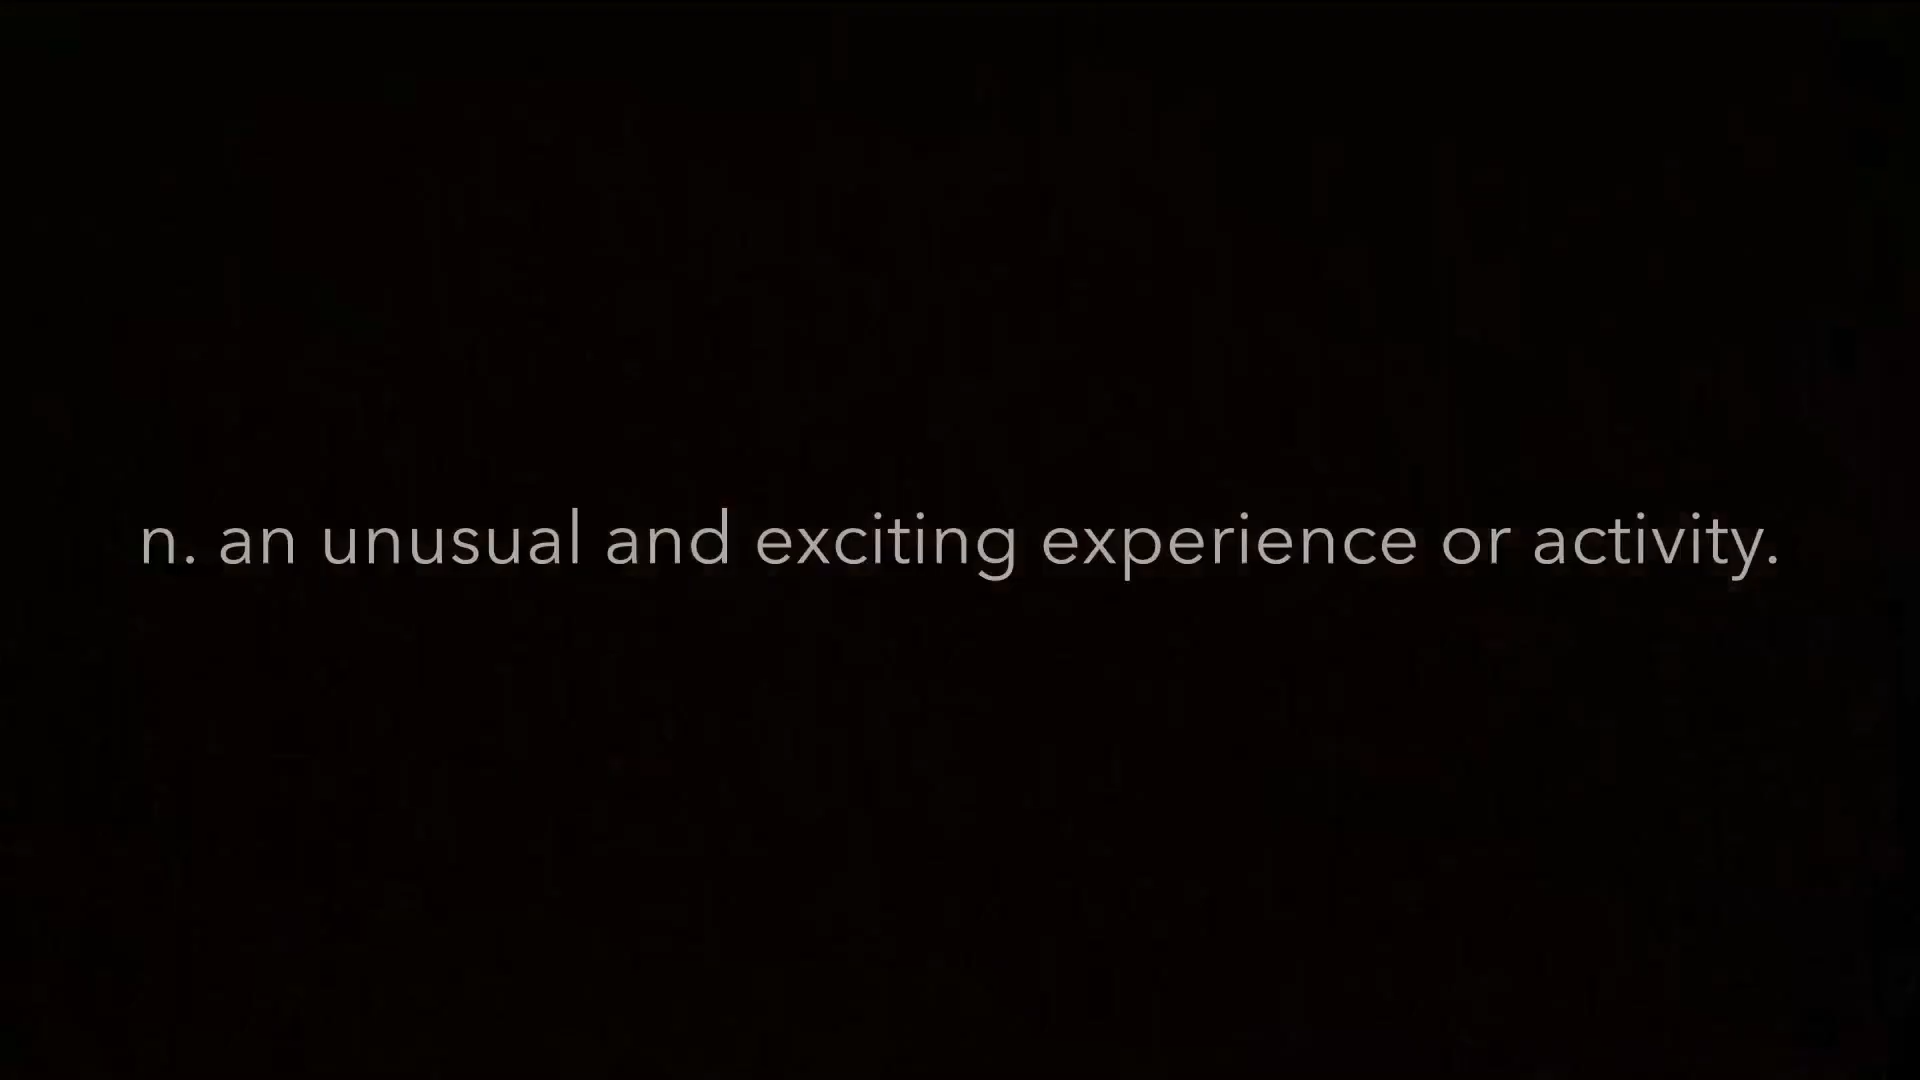 n. an unusual and exciting experience or activity.